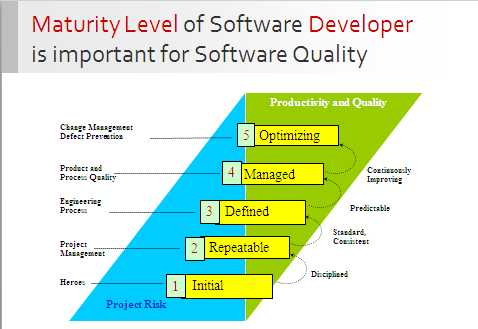 Maturity Level of Software Developer
is important for Software Quality
Productivity and Quality
Change Management
Defect Prevention
5 Optimizing
Product and
Process Quality
4 Managed
Continuously
Improving
Engineering
Process
3 Defined
Predictable
Project
Management
2 Repeatable
Standard,
Consistent
Heroes
1 Initial
Disciplined
Project Risk